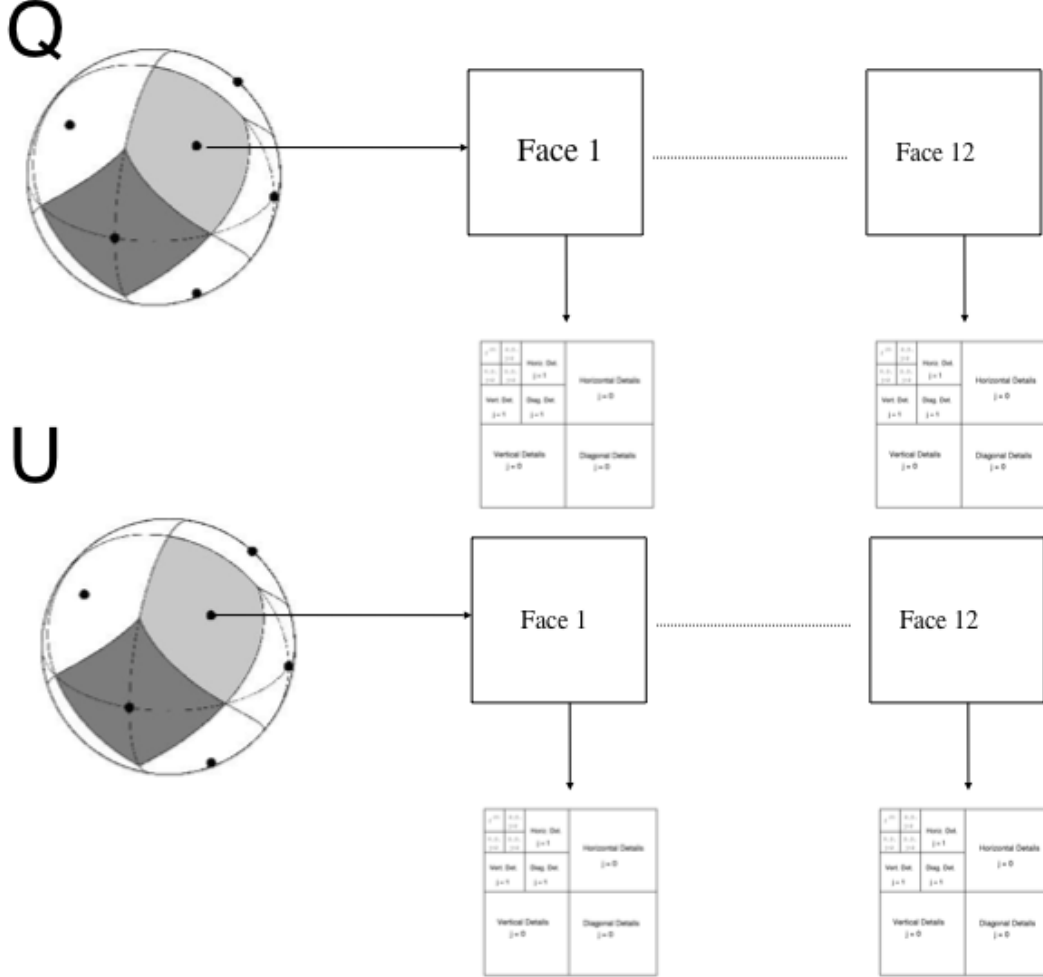 Q
Face 1
Face 12
Horiz. Det.
j = 1
Horizontal Details
j = 0
Vert. Det.
j = 1
Diag. Det.
j = 1
Vertical Details
j = 0
Diagonal Details
j = 0
Horiz. Det.
j = 1
Horizontal Details
j = 0
Vert. Det.
j = 1
Diag. Det.
j = 1
Vertical Details
j = 0
Diagonal Details
j = 0
U
Face 1
Face 12
Horiz. Det.
j = 1
Horizontal Details
j = 0
Vert. Det.
j = 1
Diag. Det.
j = 1
Vertical Details
j = 0
Diagonal Details
j = 0
Horiz. Det.
j = 1
Horizontal Details
j = 0
Vert. Det.
j = 1
Diag. Det.
j = 1
Vertical Details
j = 0
Diagonal Details
j = 0